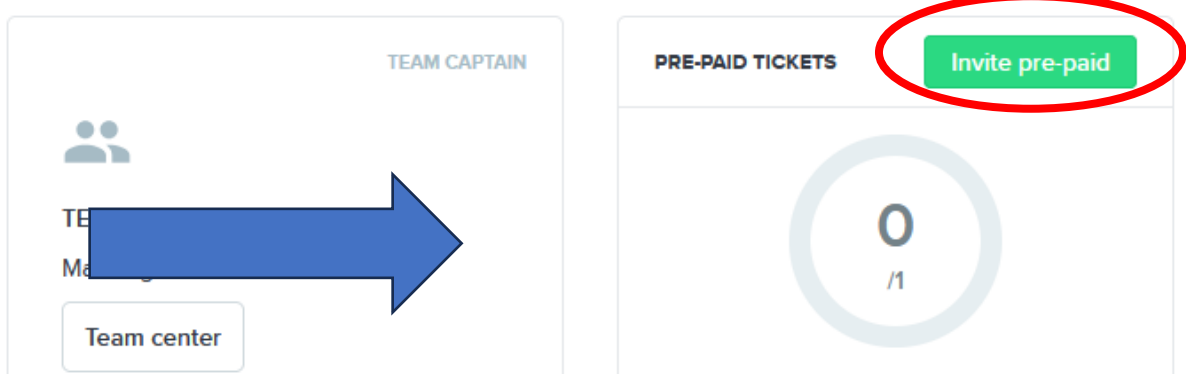 TEAM CAPTAIN
PRE-PAID TICKETS
Invite pre-paid
Team center
0
/1